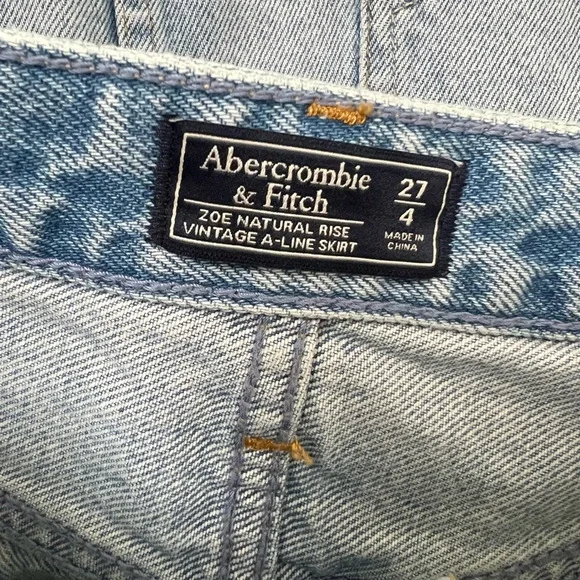 Abercrombie
& Fitch
ZOE NATURAL RISE
VINTAGE A-LINE SKIRT
27
4
MADE IN
CHINA